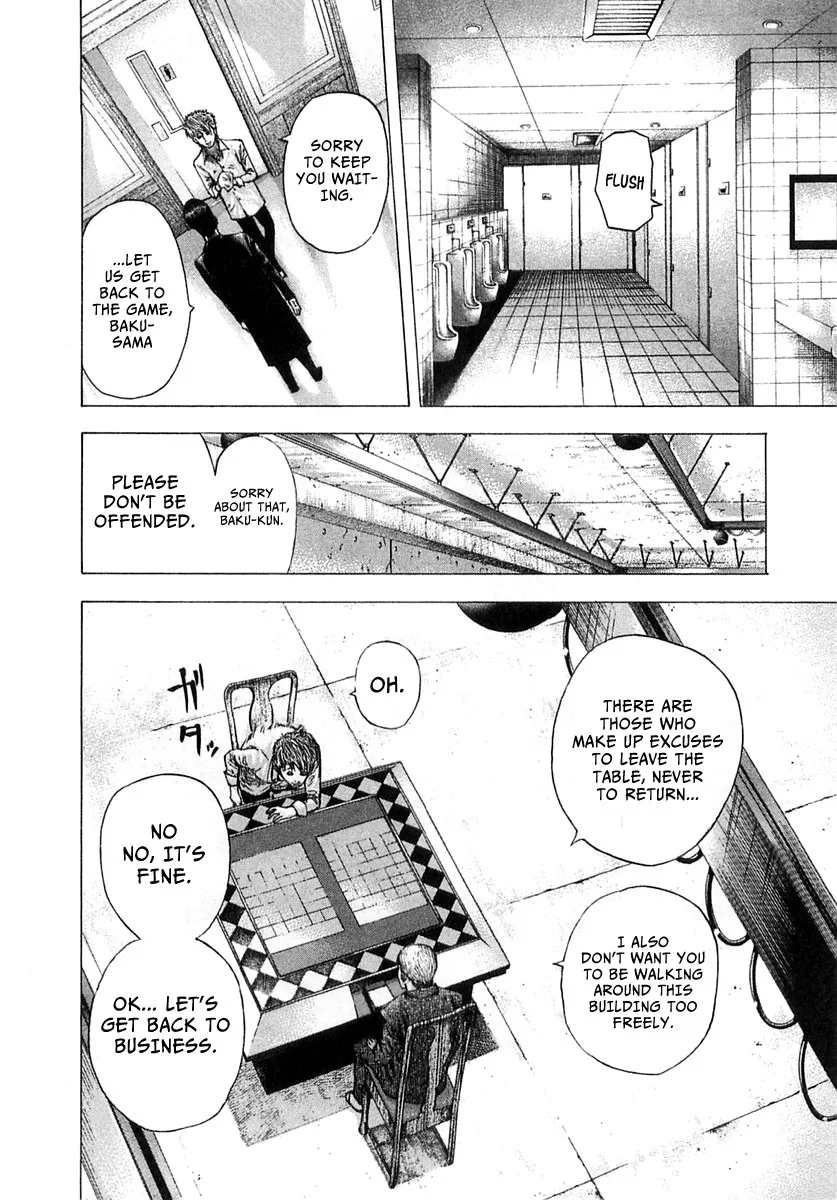 FLUSH
SORRY
TO KEEP
YOU WAIT-
ING.
...LET
US GET
BACK TO
THE GAME,
BAKU-
SAMA
SORRY
ABOUT THAT,
BAKU-KUN.
PLEASE
DON'T BE
OFFENDED.
THERE ARE
THOSE WHO
MAKE UP EXCUSES
TO LEAVE THE
TABLE, NEVER
TO RETURN...
OH.
ガタッ
NO
NO, IT'S
FINE.
I ALSO
DON'T WANT YOU
TO BE WALKING
AROUND THIS
BUILDING TOO
FREELY.
OK... LET'S
GET BACK TO
BUSINESS.